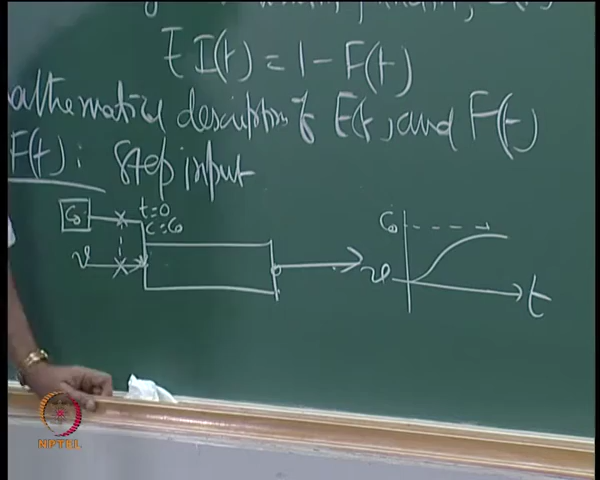 I(t) = 1 - F(t)
mathematical description of E(t) and F(t)
F(t): Step input
C₀
t=0
C=C₀
v
C₀
v
t
NPTEL